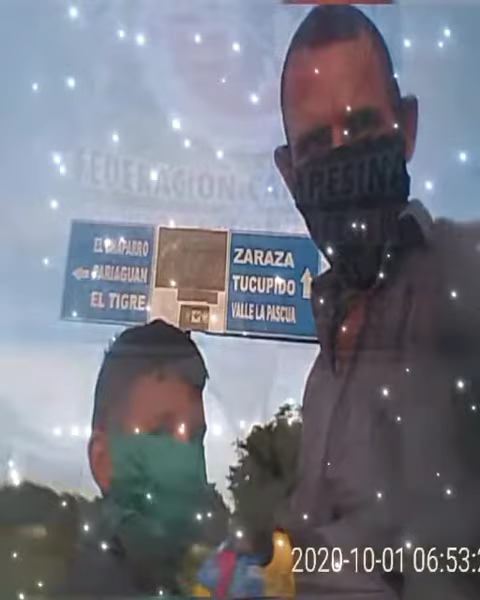 FEDERACION CAMPESINA
EL CHAPARRO
PARIAGUAN
EL TIGRE
ZARAZA
TUCUPIDO
VALLE LA PASCUA
2020-10-01 06:53:2